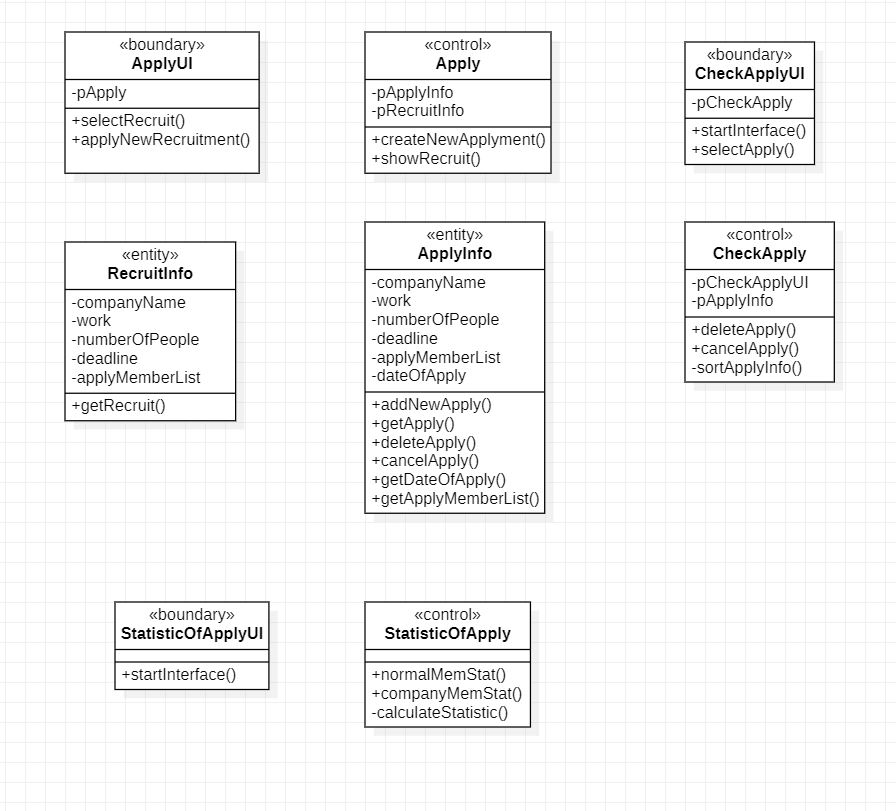 «boundary»
ApplyUI
-pApply
+selectRecruit()
+applyNewRecruitment()
«control»
Apply
-pApplyInfo
-pRecruitInfo
+createNewApplyment()
+showRecruit()
«boundary»
CheckApplyUI
-pCheckApply
+startInterface()
+selectApply()
«entity»
RecruitInfo
-companyName
-work
-numberOfPeople
-deadline
-applyMemberList
+getRecruit()
«entity»
ApplyInfo
-companyName
-work
-numberOfPeople
-deadline
-applyMemberList
-dateOfApply
+addNewApply()
+getApply()
+deleteApply()
+cancelApply()
+getDateOfApply()
+getApplyMemberList()
«control»
CheckApply
-pCheckApplyUI
-pApplyInfo
+deleteApply()
+cancelApply()
-sortApplyInfo()
«boundary»
StatisticOfApplyUI
+startInterface()
«control»
StatisticOfApply
+normalMemStat()
+companyMemStat()
-calculateStatistic()